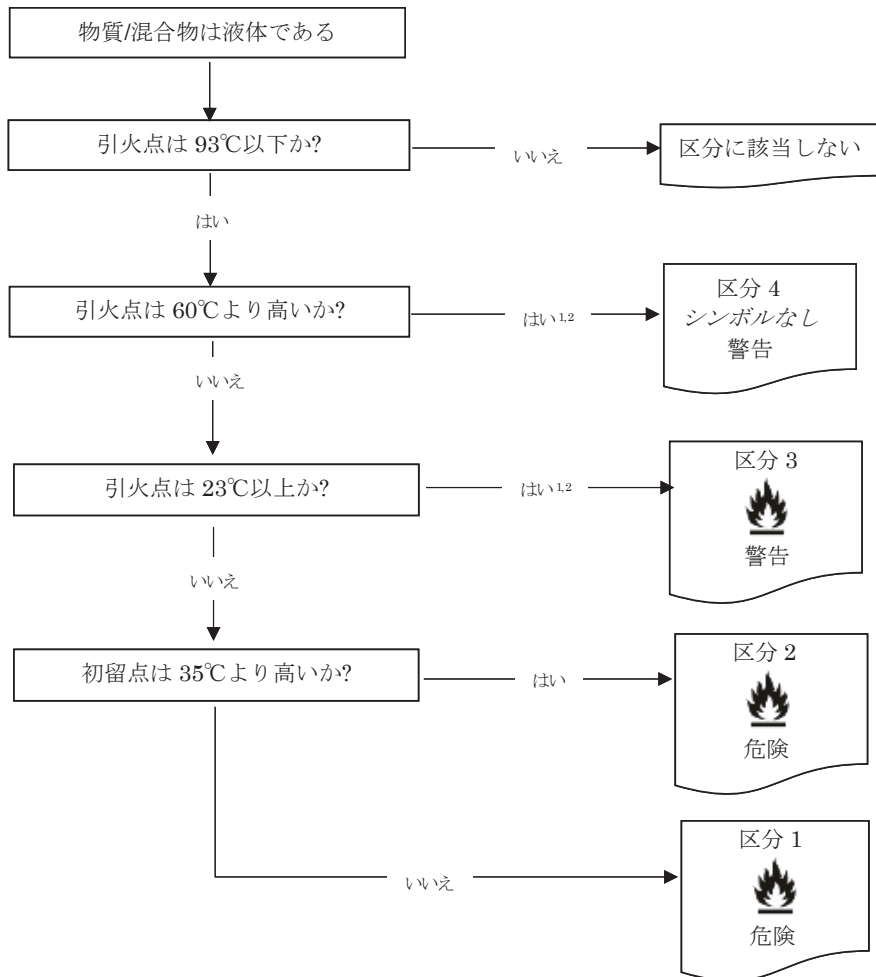 物質/混合物は液体である
引火点は 93℃以下か?
いいえ
区分に該当しない
はい
引火点は 60℃より高いか?
はい1,2
区分 4
シンボルなし
警告
いいえ
引火点は 23℃以上か?
はい1,2
区分 3
警告
いいえ
初留点は 35℃より高いか?
はい
区分 2
危険
いいえ
区分 1
危険